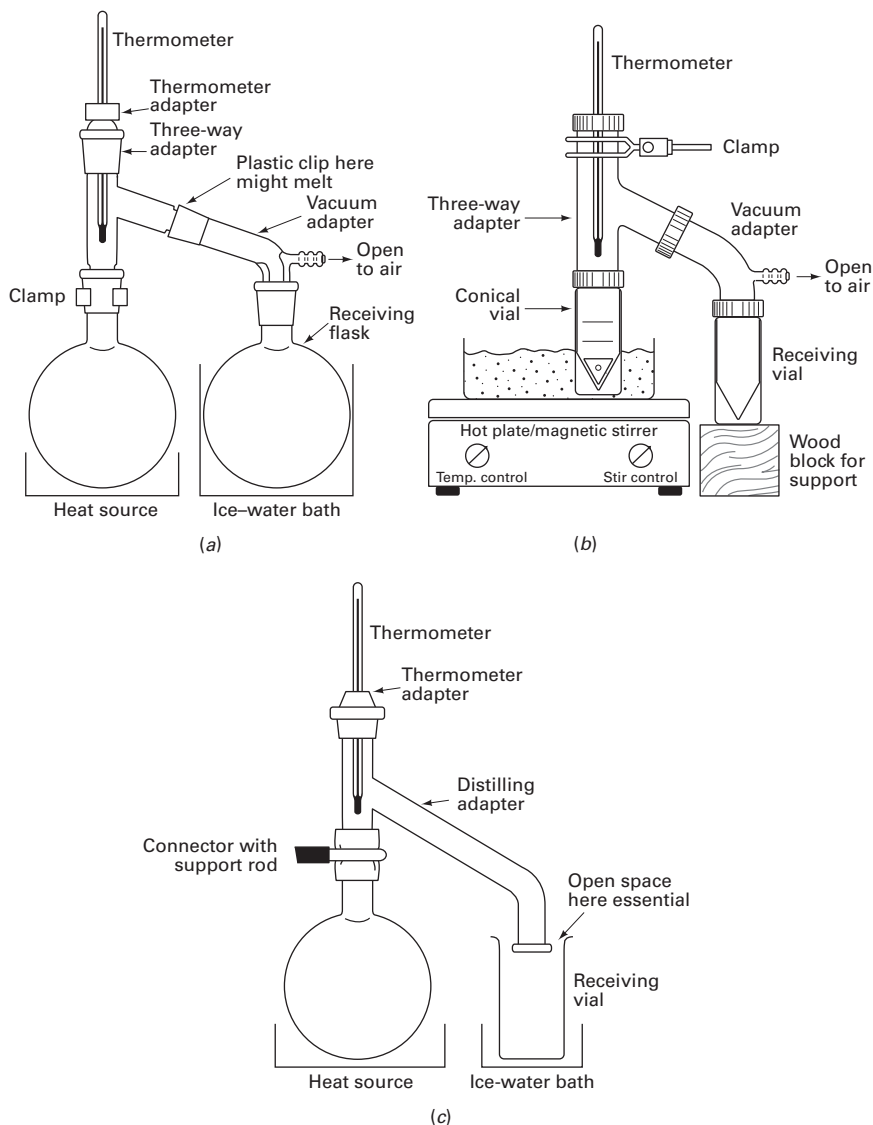 Thermometer
Thermometer
adapter
Three-way
adapter
Plastic clip here
might melt
Vacuum
adapter
Open
to air
Clamp
Receiving
flask
Heat source
Ice–water bath
(a)
Thermometer
Clamp
Three-way
adapter
Vacuum
adapter
Open
to air
Conical
vial
Receiving
vial
Hot plate/magnetic stirrer
Temp. control
Stir control
Wood
block for
support
(b)
Thermometer
Thermometer
adapter
Distilling
adapter
Connector with
support rod
Open space
here essential
Receiving
vial
Heat source
Ice-water bath
(c)